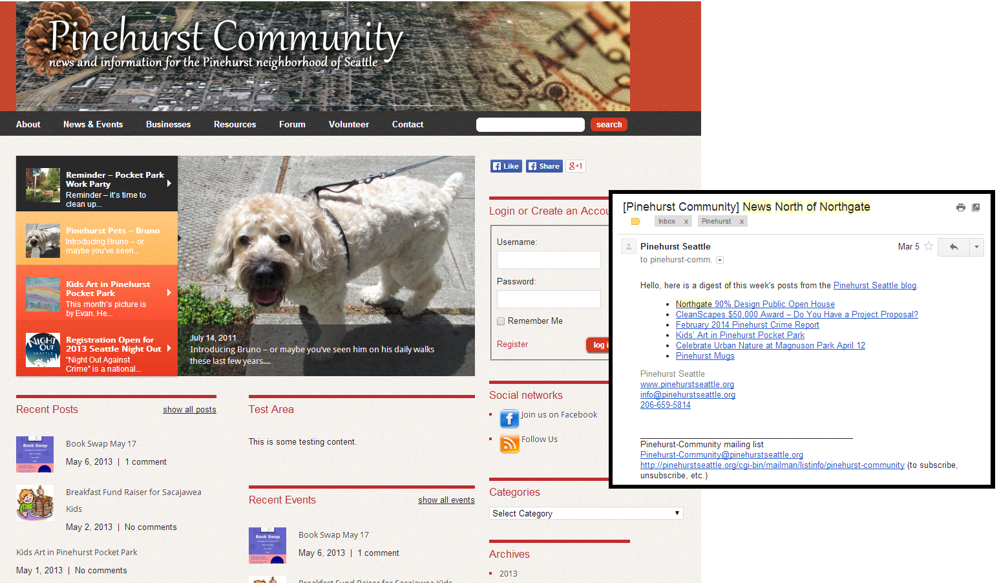 Pinehurst Community
news and information for the Pinehurst neighborhood of Seattle
About News & Events Businesses Resources Forum Volunteer Contact search
Reminder – Pocket Park
Work Party
Reminder – it's time to
clean up...
Pinehurst Pets – Bruno
Introducing Bruno – or
maybe you've seen...
Kids Art in Pinehurst
Pocket Park
This month's picture is
by Evan. He...
NIGHT
OUT
SEATTLE
Registration Open for
2013 Seattle Night Out
"Night Out Against
Crime" is a national...
July 14, 2011
Introducing Bruno – or maybe you've seen him on his daily walks
these last few years....
Like Share g+1
Login or Create an Accou
Username:
Password:
Remember Me
Register log i
Social networks
Join us on Facebook
Follow Us
Categories
Select Category
Archives
2013
Recent Posts show all posts
Book Swap
Book Swap May 17
May 6, 2013 | 1 comment
Breakfast Fund Raiser for Sacajawea
Kids
May 2, 2013 | No comments
Kids Art in Pinehurst Pocket Park
May 1, 2013 | No comments
Test Area
This is some testing content.
Recent Events show all events
Book Swap
Book Swap May 17
May 6, 2013 | 1 comment
Breakfast Fund Raiser for Sacajawea Kids
[Pinehurst Community] News North of Northgate
Inbox x Pinehurst x
Pinehurst Seattle Mar 5
to pinehurst-comm.
Hello, here is a digest of this week's posts from the Pinehurst Seattle blog.
Northgate 90% Design Public Open House
CleanScapes $50,000 Award – Do You Have a Project Proposal?
February 2014 Pinehurst Crime Report
Kids' Art in Pinehurst Pocket Park
Celebrate Urban Nature at Magnuson Park April 12
Pinehurst Mugs
Pinehurst Seattle
www.pinehurstseattle.org
info@pinehurstseattle.org
206-659-5814
Pinehurst-Community mailing list
Pinehurst-Community@pinehurstseattle.org
http://pinehurstseattle.org/cgi-bin/mailman/listinfo/pinehurst-community (to subscribe,
unsubscribe, etc.)